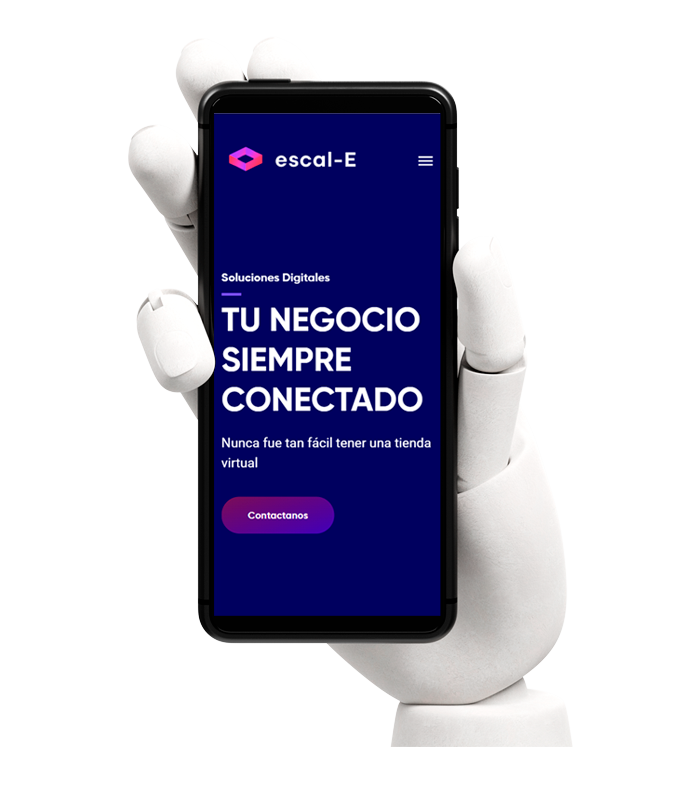 escal-E
Soluciones Digitales
TU NEGOCIO
SIEMPRE
CONECTADO
Nunca fue tan fácil tener una tienda
virtual
Contactanos